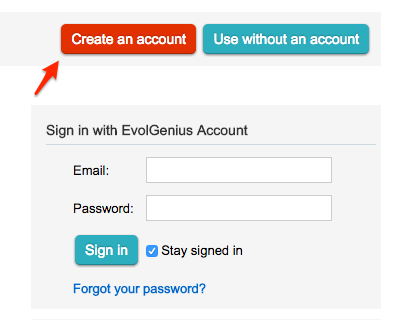 Create an account
Use without an account
Sign in with EvolGenius Account
Email:
Password:
Sign in
Stay signed in
Forgot your password?